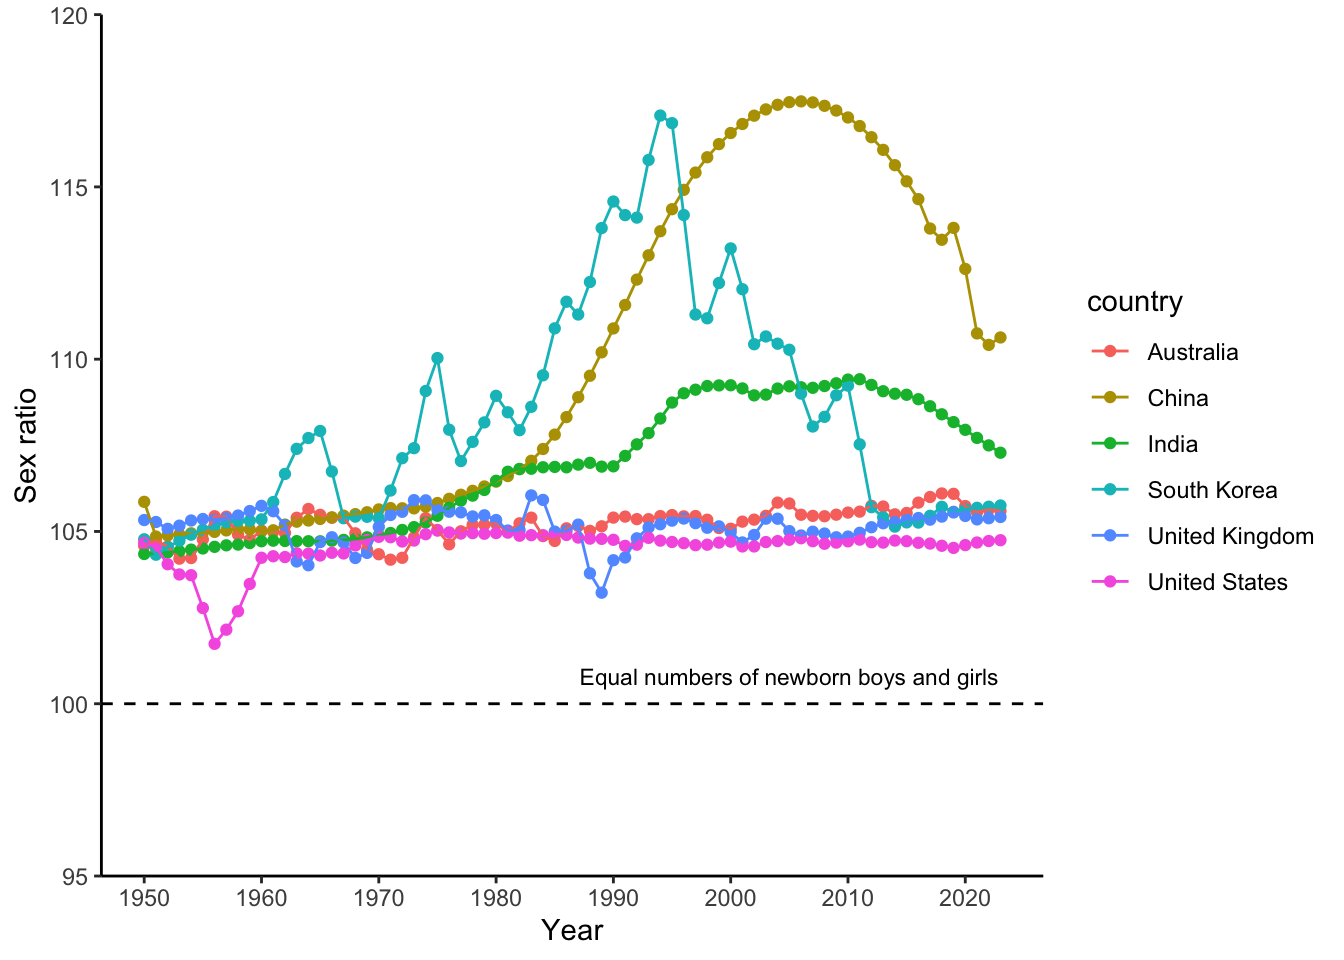 120
115
110
105
100
95
Sex ratio
Equal numbers of newborn boys and girls
1950 1960 1970 1980 1990 2000 2010 2020
Year
country
Australia
China
India
South Korea
United Kingdom
United States